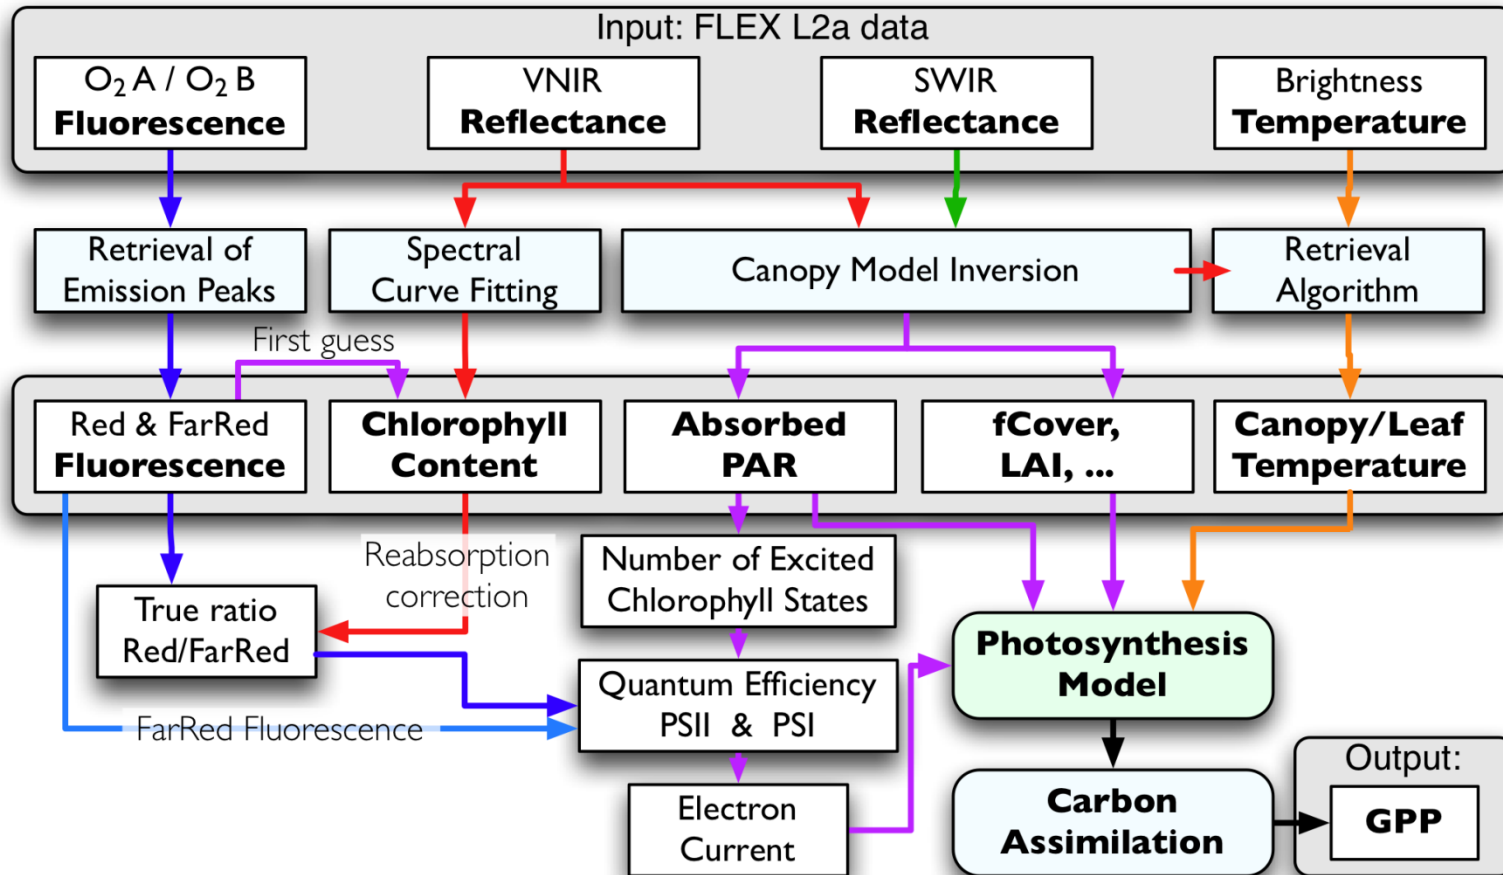 Input: FLEX L2a data
O₂ A / O₂ B
Fluorescence
VNIR
Reflectance
SWIR
Reflectance
Brightness
Temperature
Retrieval of
Emission Peaks
Spectral
Curve Fitting
Canopy Model Inversion
Retrieval
Algorithm
First guess
Red & FarRed
Fluorescence
Chlorophyll
Content
Absorbed
PAR
fCover,
LAI, ...
Canopy/Leaf
Temperature
Reabsorption
correction
Number of Excited
Chlorophyll States
True ratio
Red/FarRed
Photosynthesis
Model
Quantum Efficiency
PSII & PSI
FarRed Fluorescence
Electron
Current
Carbon
Assimilation
Output:
GPP